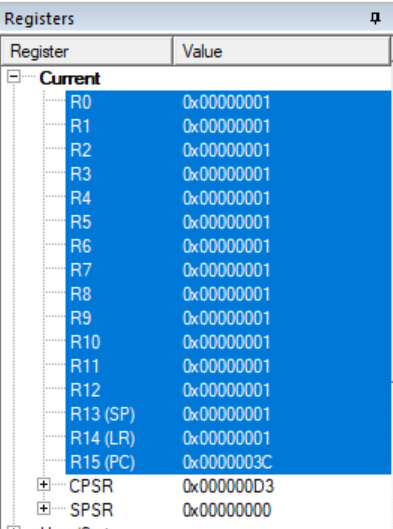 Registers
Register Value
Current
R0 0x00000001
R1 0x00000001
R2 0x00000001
R3 0x00000001
R4 0x00000001
R5 0x00000001
R6 0x00000001
R7 0x00000001
R8 0x00000001
R9 0x00000001
R10 0x00000001
R11 0x00000001
R12 0x00000001
R13 (SP) 0x00000001
R14 (LR) 0x00000001
R15 (PC) 0x0000003C
CPSR 0x000000D3
SPSR 0x00000000